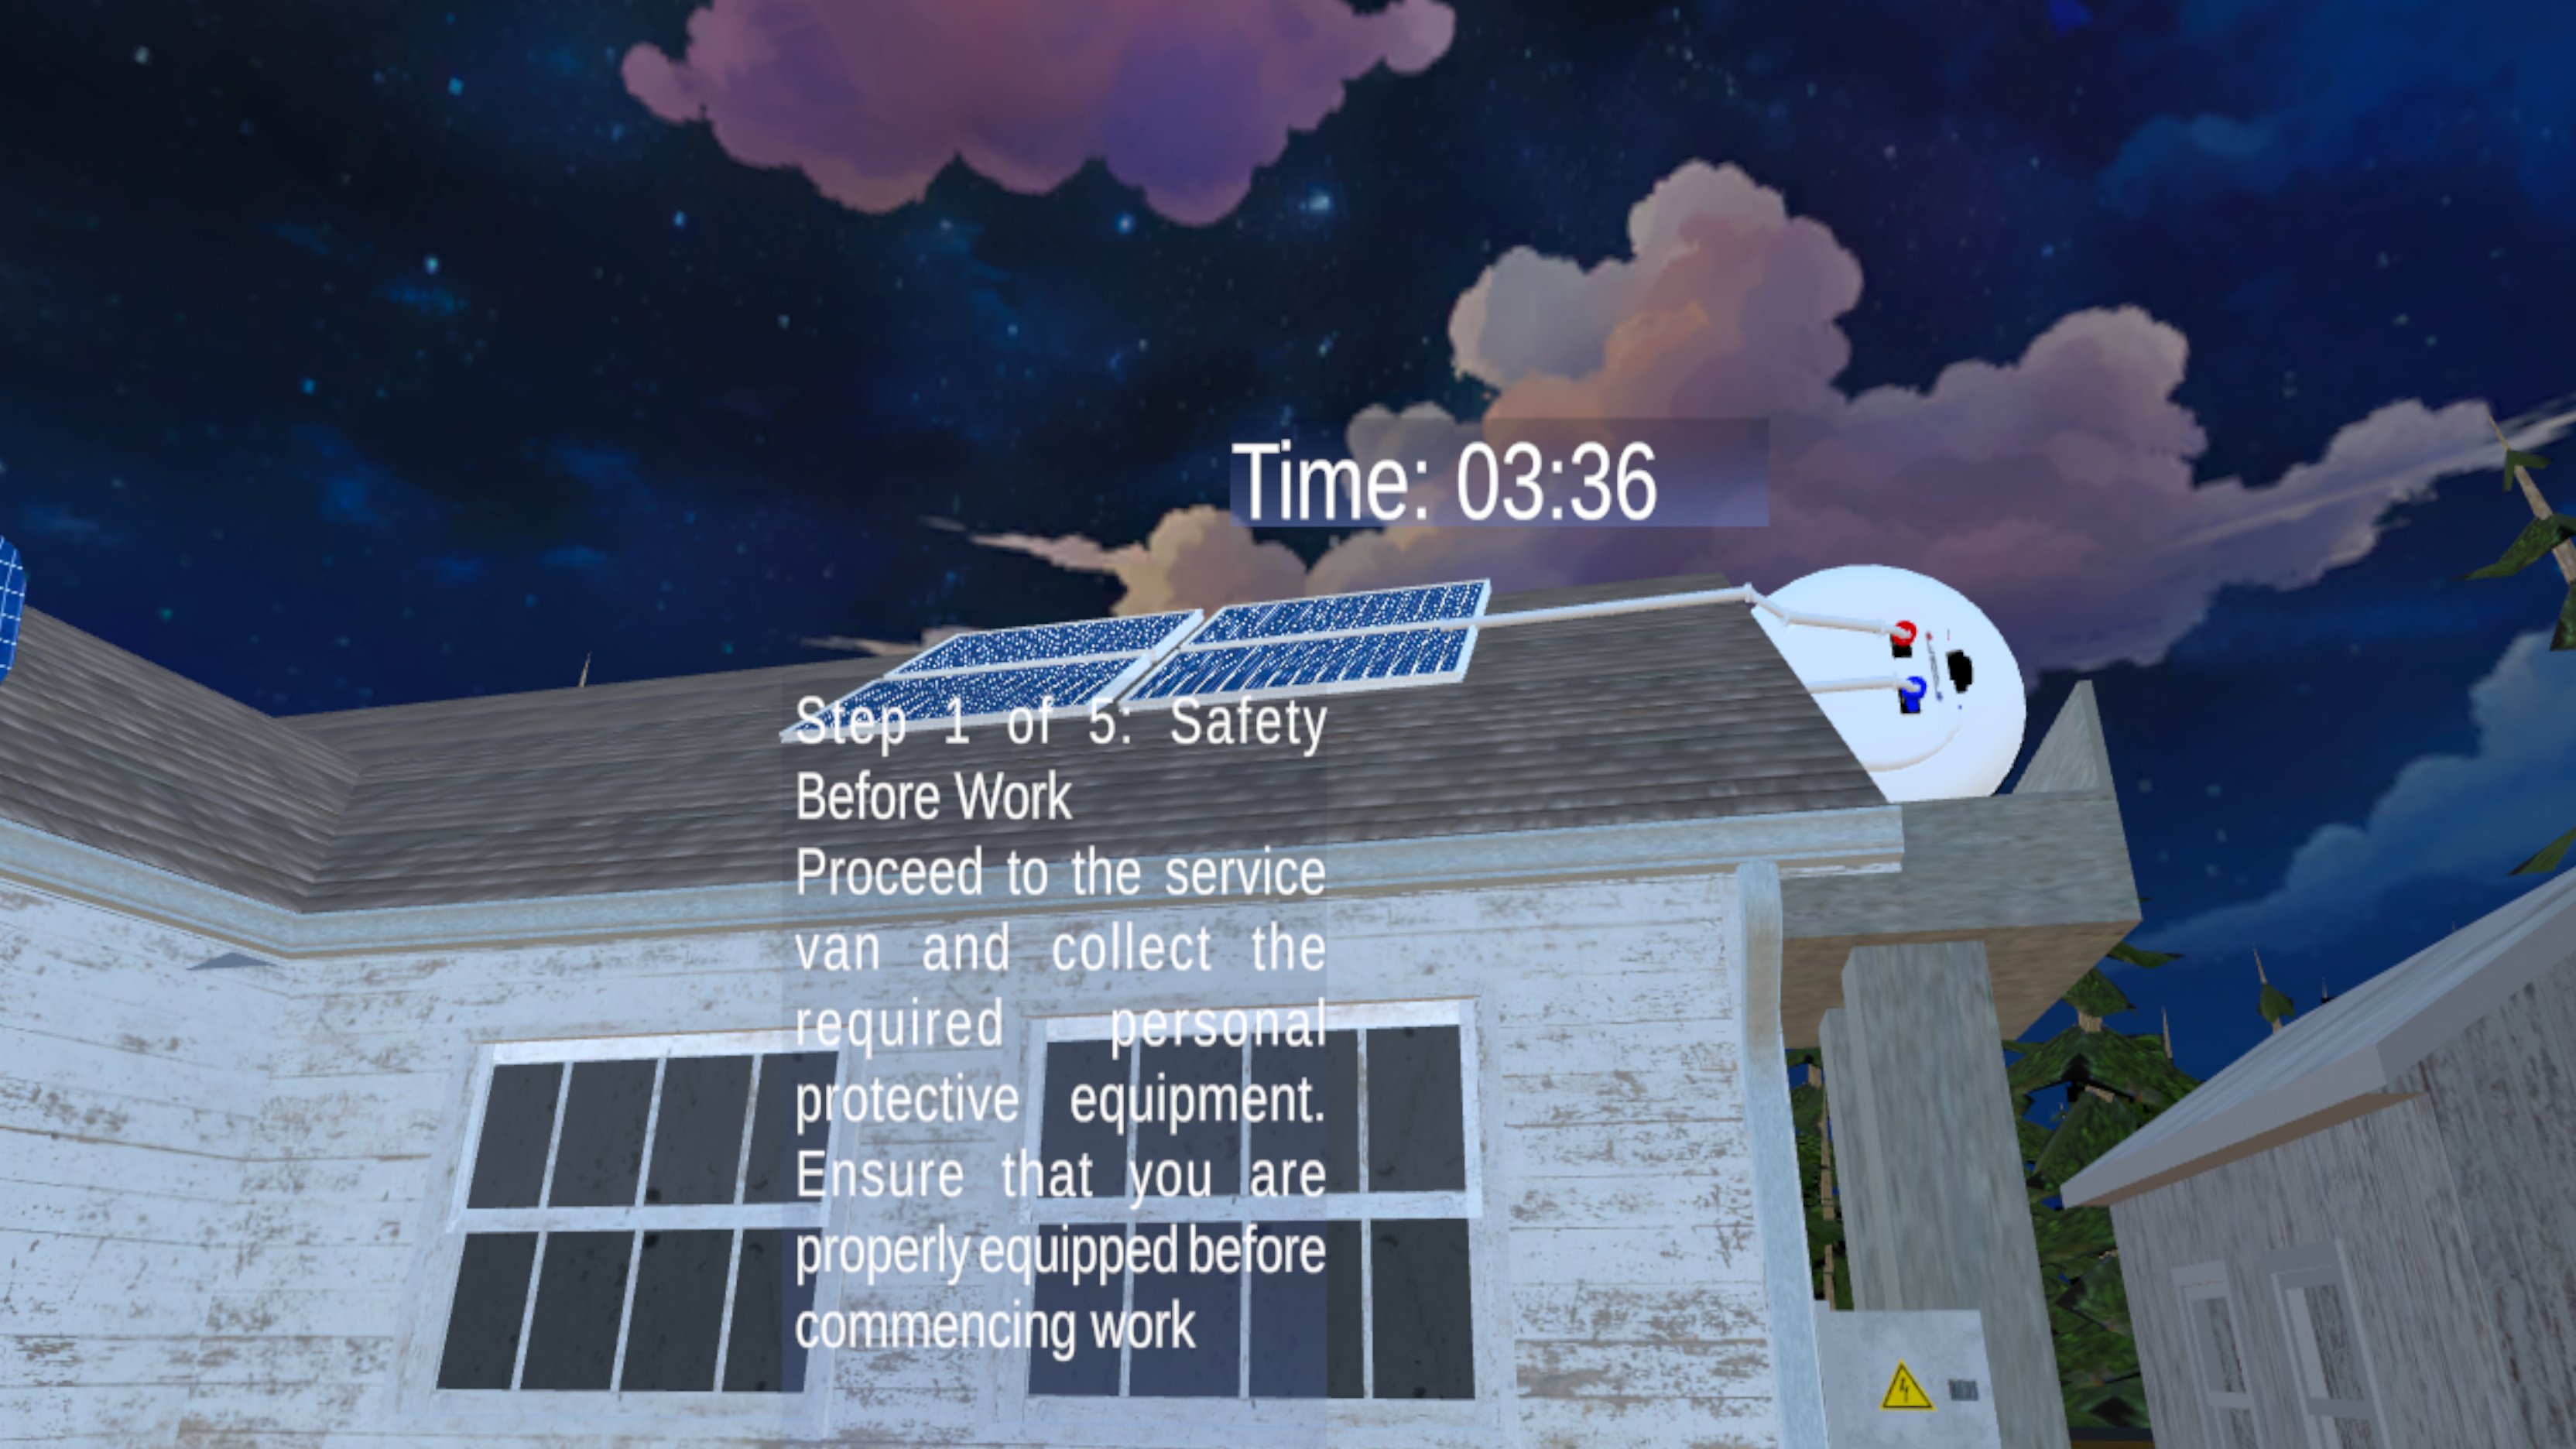 Time: 03:36
Step 1 of 5: Safety
Before Work
Proceed to the service
van and collect the
required personal
protective equipment.
Ensure that you are
properly equipped before
commencing work